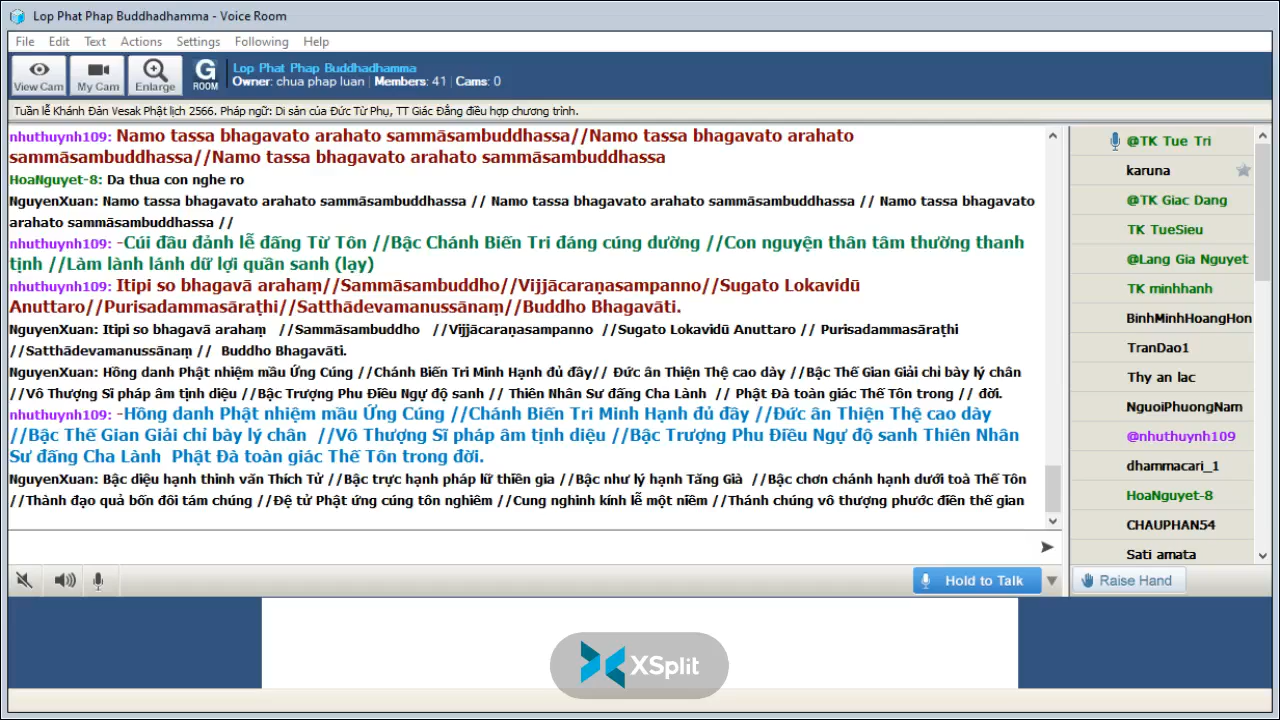 Lop Phat Phap Buddhadhamma - Voice Room
File Edit Text Actions Settings Following Help
View Cam My Cam Enlarge G ROOM
Lop Phat Phap Buddhadhamma
Owner: chua phap luan | Members: 41 | Cams: 0
Tuần lễ Khánh Đản Vesak Phật lịch 2566. Pháp ngữ: Di sản của Đức Từ Phụ, TT Giác Đẳng điều hợp chương trình.
nhuthuynh109: Namo tassa bhagavato arahato sammāsambuddhassa//Namo tassa bhagavato arahato
sammāsambuddhassa//Namo tassa bhagavato arahato sammāsambuddhassa
HoaNguyet-8: Da thua con nghe ro
NguyenXuan: Namo tassa bhagavato arahato sammāsambuddhassa // Namo tassa bhagavato arahato sammāsambuddhassa // Namo tassa bhagavato
arahato sammāsambuddhassa //
nhuthuynh109: -Cúi đầu đảnh lễ đấng Từ Tôn //Bậc Chánh Biến Tri đáng cúng dường //Con nguyện thân tâm thường thanh
tịnh //Làm lành lánh dữ lợi quần sanh (lạy)
nhuthuynh109: Itipi so bhagavā arahaṃ//Sammāsambuddho//Vijjācaraṇasampanno//Sugato Lokavidū
Anuttaro//Purisadammasāraṭhi//Satthādevamanussānaṃ//Buddho Bhagavāti.
NguyenXuan: Itipi so bhagavā arahaṃ //Sammāsambuddho //Vijjācaraṇasampanno //Sugato Lokavidū Anuttaro // Purisadammasāraṭhi
//Satthādevamanussānaṃ // Buddho Bhagavāti.
NguyenXuan: Hồng danh Phật nhiệm mầu Ứng Cúng //Chánh Biến Tri Minh Hạnh đủ đầy// Đức ân Thiện Thệ cao dày //Bậc Thế Gian Giải chỉ bày lý chân
//Vô Thượng Sĩ pháp âm tịnh diệu //Bậc Trượng Phu Điều Ngự độ sanh // Thiên Nhân Sư đấng Cha Lành // Phật Đà toàn giác Thế Tôn trong // đời.
nhuthuynh109: -Hồng danh Phật nhiệm mầu Ứng Cúng //Chánh Biến Tri Minh Hạnh đủ đầy //Đức ân Thiện Thệ cao dày
//Bậc Thế Gian Giải chỉ bày lý chân //Vô Thượng Sĩ pháp âm tịnh diệu //Bậc Trượng Phu Điều Ngự độ sanh Thiên Nhân
Sư đấng Cha Lành Phật Đà toàn giác Thế Tôn trong đời.
NguyenXuan: Bậc diệu hạnh thinh văn Thích Tử //Bậc trực hạnh pháp lữ thiền gia //Bậc như lý hạnh Tăng Già //Bậc chơn chánh hạnh dưới toà Thế Tôn
//Thành đạo quả bốn đôi tám chúng //Đệ tử Phật ứng cúng tôn nghiêm //Cung nghinh kính lễ một niềm //Thánh chúng vô thượng phước điền thế gian
@TK Tue Tri
karuna
@TK Giac Dang
TK TueSieu
@Lang Gia Nguyet
TK minhhanh
BinhMinhHoangHon
TranDao1
Thy an lac
NguoiPhuongNam
@nhuthuynh109
dhammacari_1
HoaNguyet-8
CHAUPHAN54
Sati amata
Hold to Talk
Raise Hand
XSplit